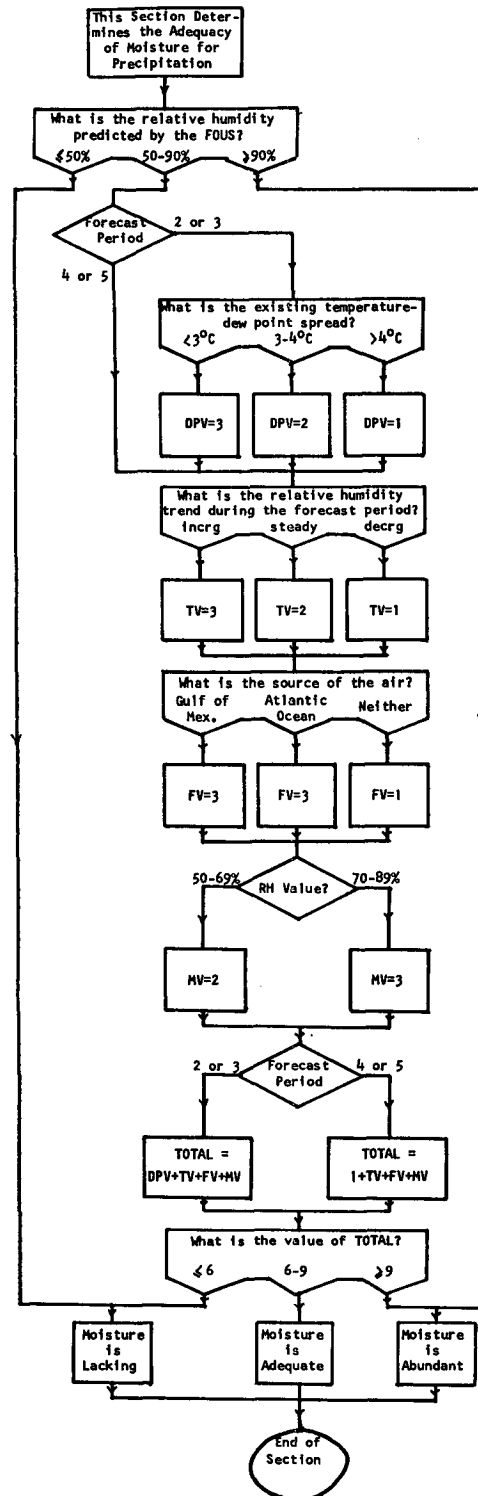 This Section Deter-
mines the Adequacy
of Moisture for
Precipitation
What is the relative humidity
predicted by the FOUS?
≤50% 50-90% ≥90%
Forecast
Period
2 or 3
4 or 5
What is the existing temperature-
dew point spread?
<3°C 3-4°C >4°C
DPV=3 DPV=2 DPV=1
What is the relative humidity
trend during the forecast period?
incrg steady decrg
TV=3 TV=2 TV=1
What is the source of the air?
Gulf of Mex. Atlantic Ocean Neither
FV=3 FV=3 FV=1
50-69% RH Value? 70-89%
MV=2 MV=3
2 or 3 Forecast Period 4 or 5
TOTAL =
DPV+TV+FV+MV
TOTAL =
1+TV+FV+MV
What is the value of TOTAL?
≤6 6-9 ≥9
Moisture
is
Lacking
Moisture
is
Adequate
Moisture
is
Abundant
End of
Section